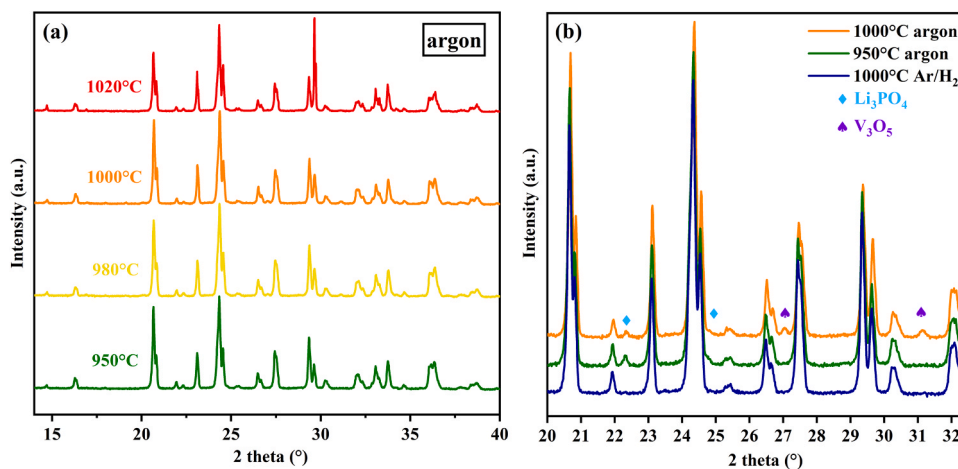 (a)
argon
1020°C
1000°C
980°C
950°C
Intensity (a.u.)
15 20 25 30 35 40
2 theta (°)
(b)
1000°C argon
950°C argon
1000°C Ar/H₂
Li₃PO₄
V₃O₅
Intensity (a.u.)
20 21 22 23 24 25 26 27 28 29 30 31 32
2 theta (°)